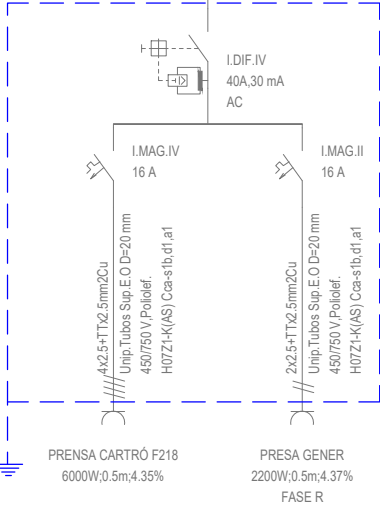 I.DIF.IV
40A,30 mA
AC
I.MAG.IV
16 A
I.MAG.II
16 A
4x2.5+TTx2.5mm2Cu
Unip.Tubos Sup.E.O D=20 mm
450/750 V,Poliolef.
H07Z1-K(AS) Cca-s1b,d1,a1
2x2.5+TTx2.5mm2Cu
Unip.Tubos Sup.E.O D=20 mm
450/750 V,Poliolef.
H07Z1-K(AS) Cca-s1b,d1,a1
PRENSA CARTRÓ F218
6000W;0.5m;4.35%
PRESA GENER
2200W;0.5m;4.37%
FASE R